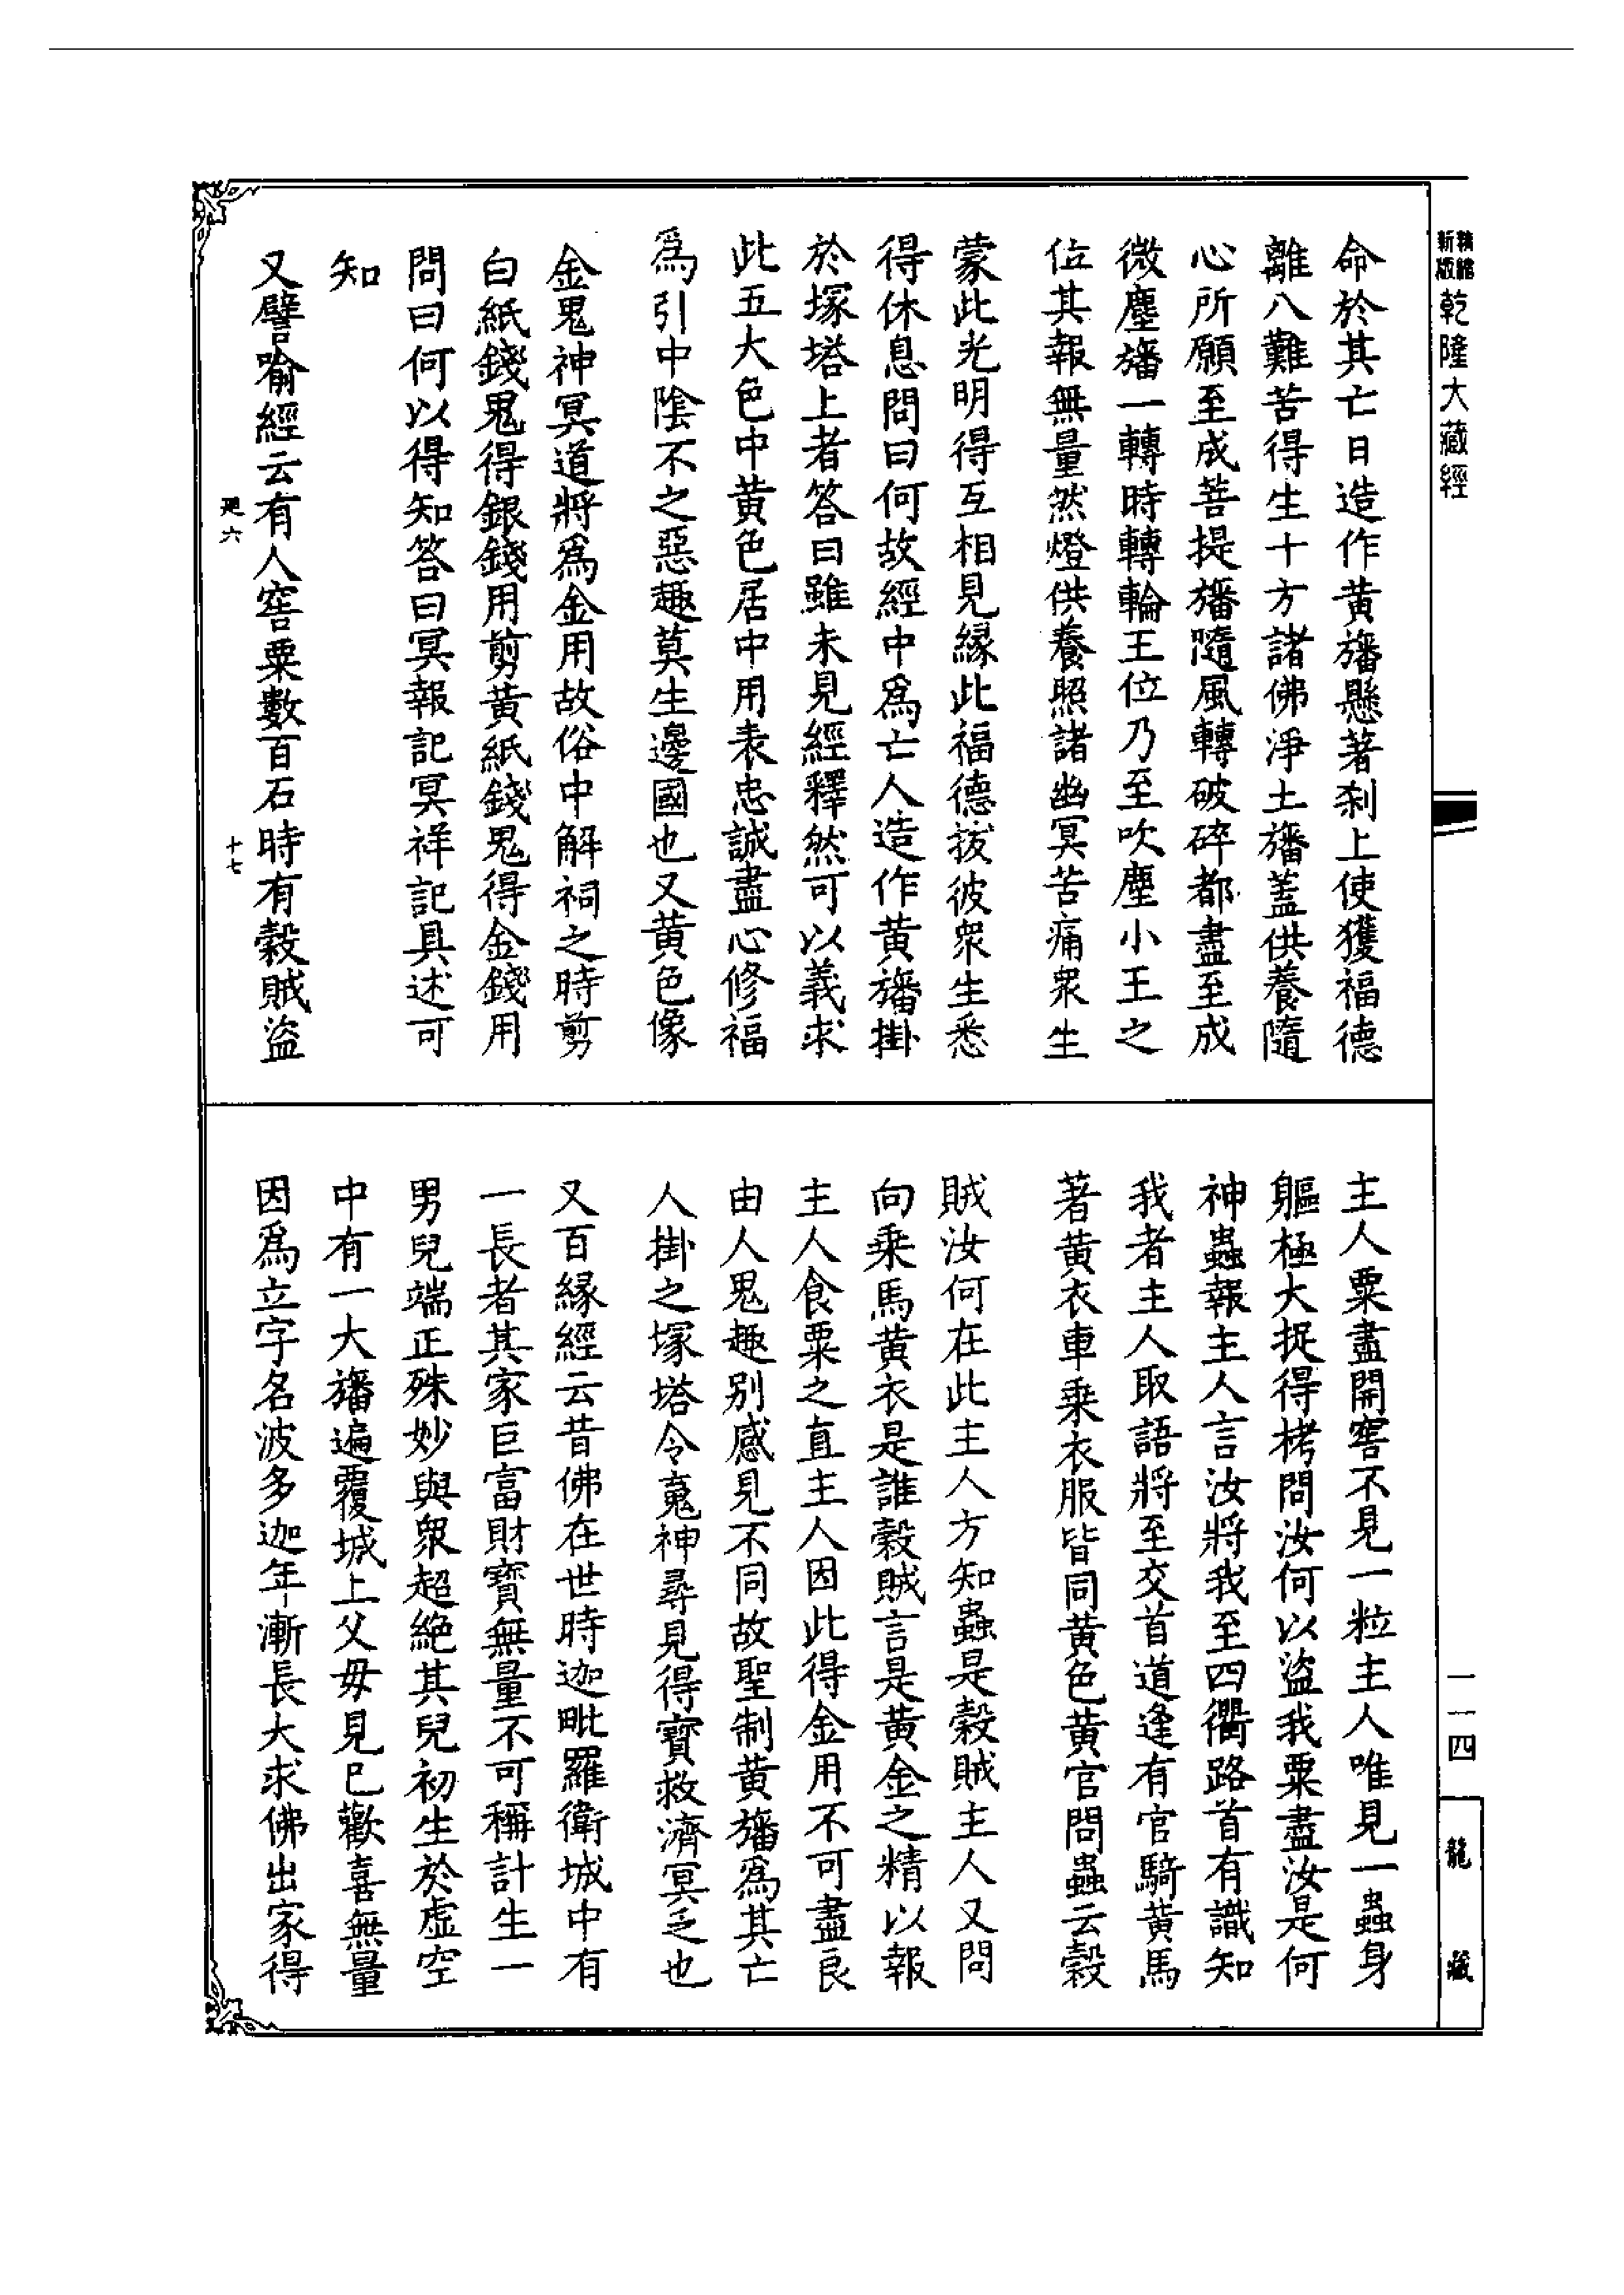 精縮
新版
乾隆大藏經
命於其亡日造作黃旛懸著刹上使獲福德
離八難苦得生十方諸佛淨土旛蓋供養隨
心所願至成菩提旛隨風轉破碎都盡至成
微塵旛一轉時轉輪王位乃至吹塵小王之
位其報無量然燈供養照諸幽冥苦痛衆生
蒙此光明得互相見緣此福德拔彼衆生悉
得休息問曰何故經中爲亡人造作黃旛掛
於塚塔上者答曰雖未見經釋然可以義求
此五大色中黃色居中用表忠誠盡心修福
爲引中陰不之惡趣莫生邊國也又黃色像
金鬼神冥道將爲金用故俗中解祠之時剪
白紙錢鬼得銀錢用剪黃紙錢鬼得金錢用
問曰何以得知答曰冥報記冥祥記具述可
知
又譬喻經云有人窖粟數百石時有穀賊盜
十七
主人粟盡開窖不見一粒主人唯見一蟲身
軀極大捉得栲問汝何以盜我粟盡汝是何
神蟲報主人言汝將我至四衢路首有識知
我者主人取語將至交首道逢有官騎黃馬
著黃衣車乘衣服皆同黃色黃官問蟲云穀
賊汝何在此主人方知蟲是穀賊主人又問
向乘馬黃衣是誰穀賊言是黃金之精以報
主人食粟之直主人因此得金用不可盡良
由人鬼趣別感見不同故聖制黃旛爲其亡
人掛之塚塔令䰟神尋見得寶救濟冥乏也
又百緣經云昔佛在世時迦毗羅衛城中有
一長者其家巨富財寶無量不可稱計生一
男兒端正殊妙與衆超絕其兒初生於虛空
中有一大旛遍覆城上父毋見已歡喜無量
因爲立字名波多迦年漸長大求佛出家得
一一四
龍藏